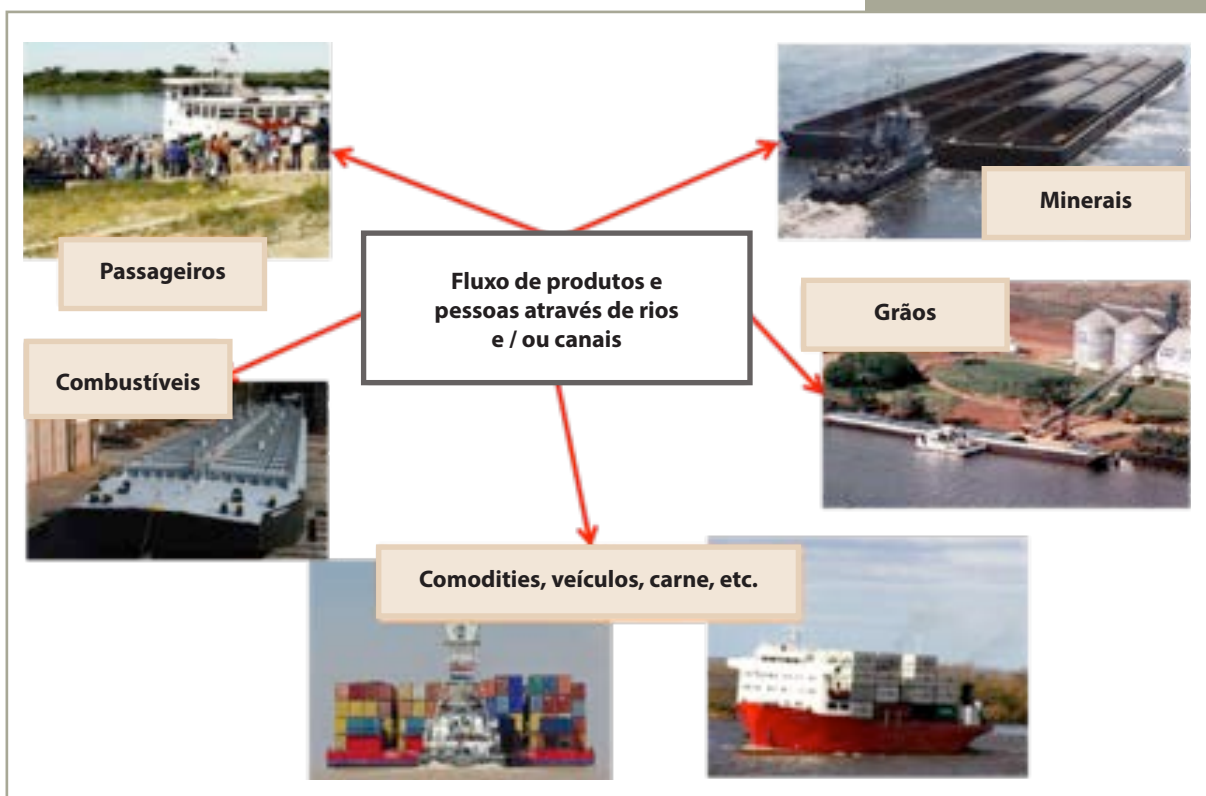 Minerais
Passageiros
Fluxo de produtos e
pessoas através de rios
e / ou canais
Grãos
Combustíveis
Comodities, veículos, carne, etc.